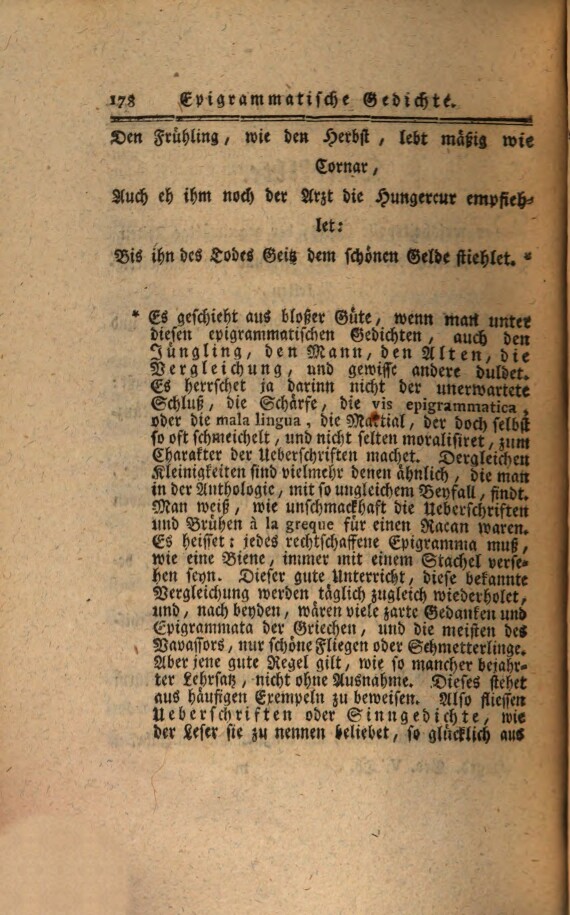 178 Epigrammatische Gedichte.
Den Frühling, wie den Herbst, lebt mäßig wie
Cornar,
Auch eh ihm noch der Arzt die Hungercur empfieh-
let:
Bis ihn des Todes Geitz dem schönen Gelde stiehlet. *
* Es geschieht aus bloßer Güte, wenn man unter
diesen epigrammatischen Gedichten, auch den
Jüngling, den Mann, den Alten, die
Vergleichung, und gewisse andere duldet.
Es herrschet ja darinn nicht der unerwartete
Schluß, die Schärfe, die vis epigrammatica,
oder die mala lingua, die Martial, der doch selbst
so oft schmeichelt, und nicht selten moralisiret, zum
Charakter der Ueberschriften machet. Dergleichen
Kleinigkeiten sind vielmehr denen ähnlich, die man
in der Anthologie, mit so ungleichem Beyfall, findt.
Man weiß, wie unschmackhaft die Ueberschriften
und Brühen à la greque für einen Racan waren.
Es heisset: jedes rechtschaffene Epigramma muß,
wie eine Biene, immer mit einem Stachel verse-
hen seyn. Dieser gute Unterricht, diese bekannte
Vergleichung werden täglich zugleich wiederholet,
und, nach beyden, wären viele zarte Gedanken und
Epigrammata der Griechen, und die meisten des
Vavassors, nur schöne Fliegen oder Schmetterlinge.
Aber jene gute Regel gilt, wie so mancher bejahr-
ter Lehrsatz, nicht ohne Ausnahme. Dieses stehet
aus häufigen Exempeln zu beweisen. Also fliessen
Ueberschriften oder Sinngedichte, wie
der Leser sie zu nennen beliebet, so glücklich aus